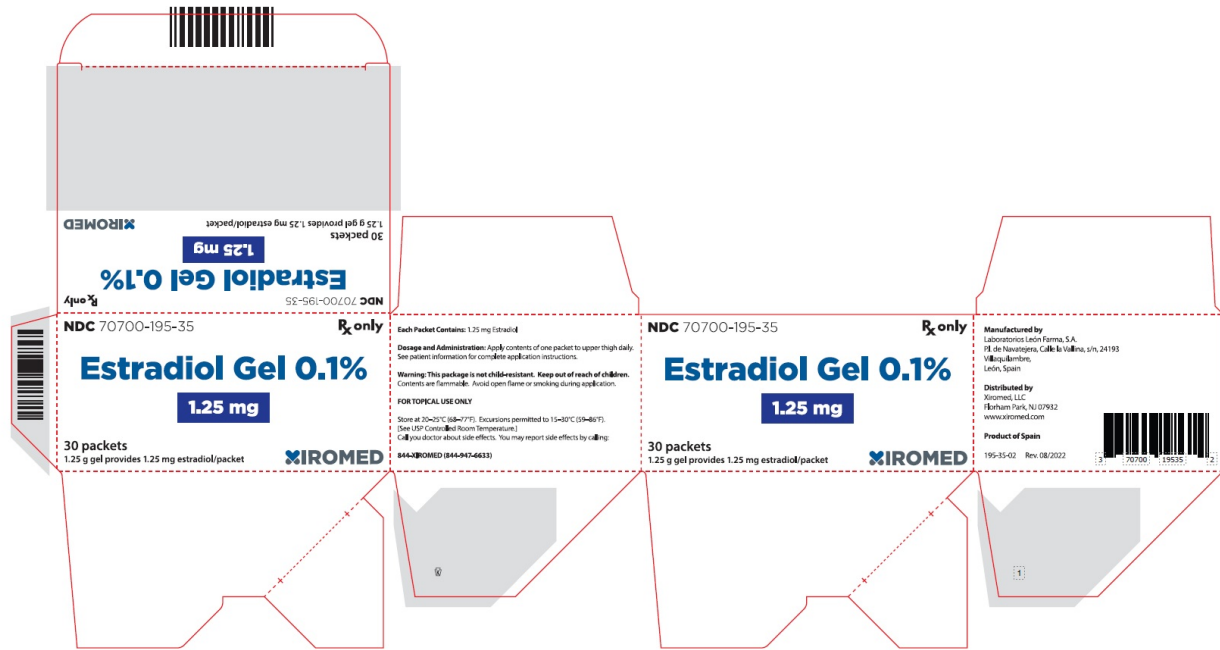 XIROMED
1.25 g gel provides 1.25 mg estradiol/packet
30 packets
1.25 mg
Estradiol Gel 0.1%
Rx only
NDC 70700-195-35
NDC 70700-195-35
Rx only
Estradiol Gel 0.1%
1.25 mg
30 packets
1.25 g gel provides 1.25 mg estradiol/packet
XIROMED
Each Packet Contains: 1.25 mg Estradiol
Dosage and Administration: Apply contents of one packet to upper thigh daily.
See patient information for complete application instructions.
Warning: This package is not child-resistant. Keep out of reach of children.
Contents are flammable. Avoid open flame or smoking during application.
FOR TOPICAL USE ONLY
Store at 20–25°C (68–77°F). Excursions permitted to 15–30°C (59–86°F).
[See USP Controlled Room Temperature.]
Call you doctor about side effects. You may report side effects by calling:
844-XIROMED (844-947-6633)
NDC 70700-195-35
Rx only
Estradiol Gel 0.1%
1.25 mg
30 packets
1.25 g gel provides 1.25 mg estradiol/packet
XIROMED
Manufactured by
Laboratorios León Farma, S.A.
P.I. de Navatejera, Calle la Vallina, s/n, 24193
Villaquilambre,
León, Spain
Distributed by
Xiromed, LLC
Florham Park, NJ 07932
www.xiromed.com
Product of Spain
195-35-02 Rev. 08/2022
3 70700 19535 2
1